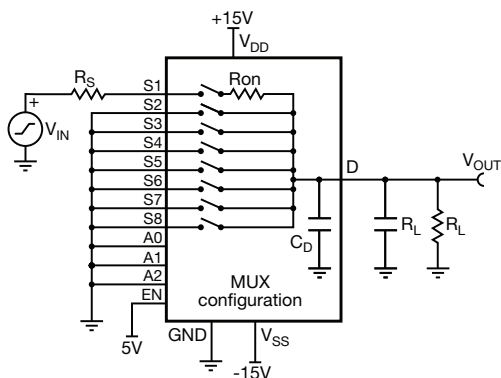 +15V
V_DD
R_S
S1
Ron
+
V_IN
S2
S3
S4
S5
S6
S7
S8
A0
A1
A2
EN
5V
GND
V_SS
-15V
MUX
configuration
C_D
D
R_L
R_L
V_OUT